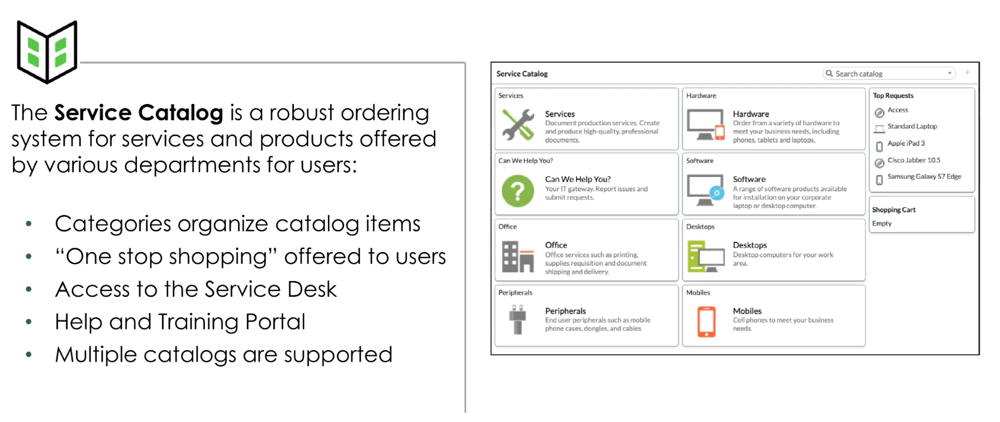 The Service Catalog is a robust ordering
system for services and products offered
by various departments for users:
• Categories organize catalog items
• “One stop shopping” offered to users
• Access to the Service Desk
• Help and Training Portal
• Multiple catalogs are supported
Service Catalog
Search catalog
Services
Services
Document production services. Create
and produce high-quality, professional
documents.
Hardware
Hardware
Order from a variety of hardware to
meet your business needs, including
phones, tablets and laptops.
Can We Help You?
Can We Help You?
Your IT gateway. Report issues and
submit requests.
Software
Software
A range of software products available
for installation on your corporate
laptop or desktop computer.
Office
Office
Office services such as printing,
supplies requisition and document
shipping and delivery.
Desktops
Desktops
Desktop computers for your work
area.
Peripherals
Peripherals
End user peripherals such as mobile
phone cases, dongles, and cables
Mobiles
Mobiles
Cell phones to meet your business
needs.
Top Requests
Access
Standard Laptop
Apple iPad 3
Cisco Jabber 10.5
Samsung Galaxy S7 Edge
Shopping Cart
Empty